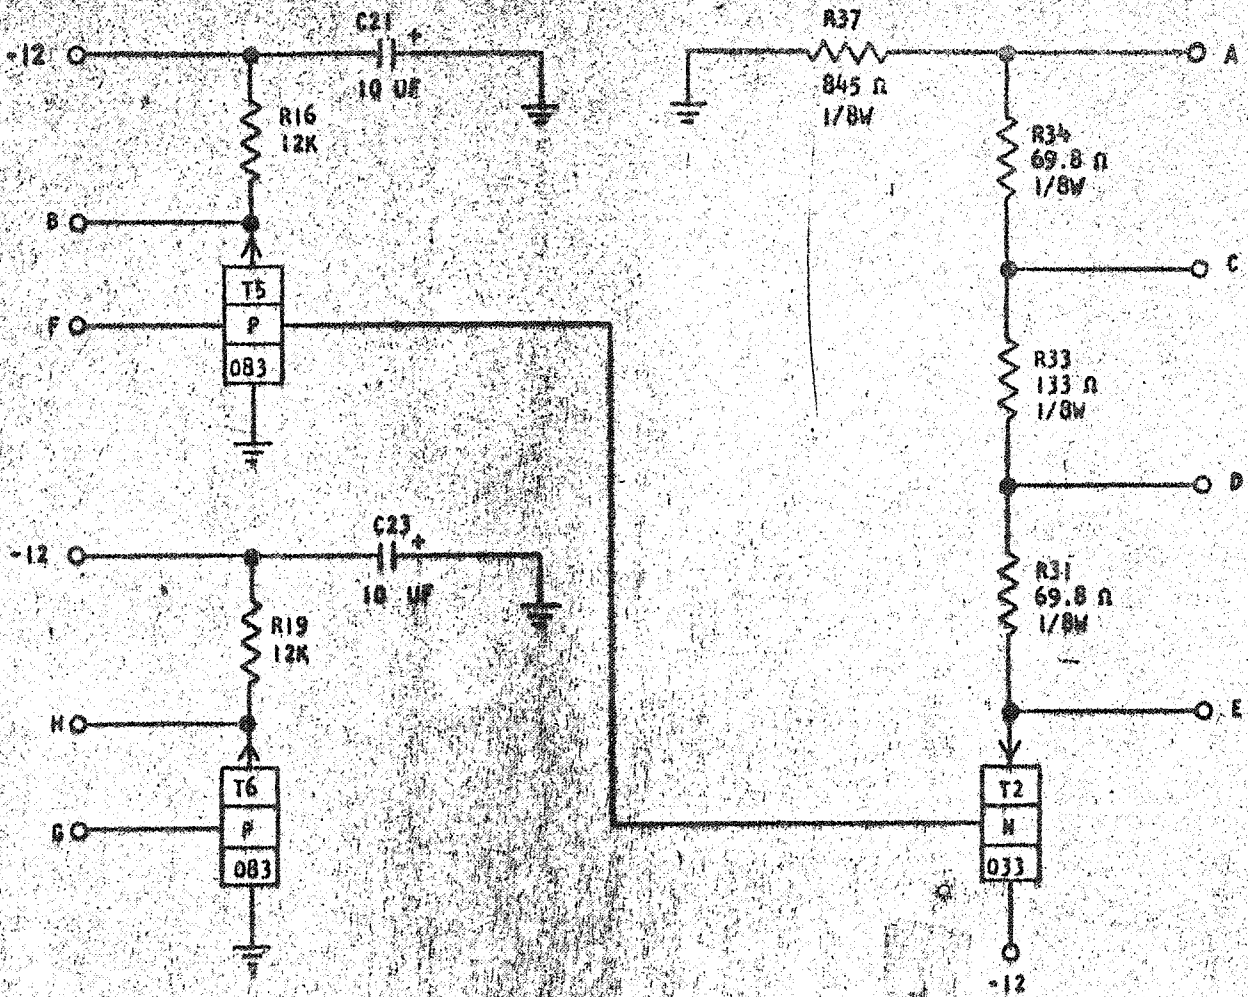 -12
C21
+
10 UF
R16
12K
B
T5
F
P
083
-12
C23
+
10 UF
R19
12K
H
T6
G
P
083
R37
845 Ω
1/8W
A
R34
69.8 Ω
1/8W
C
R33
133 Ω
1/8W
D
R31
69.8 Ω
1/8W
E
T2
N
033
-12